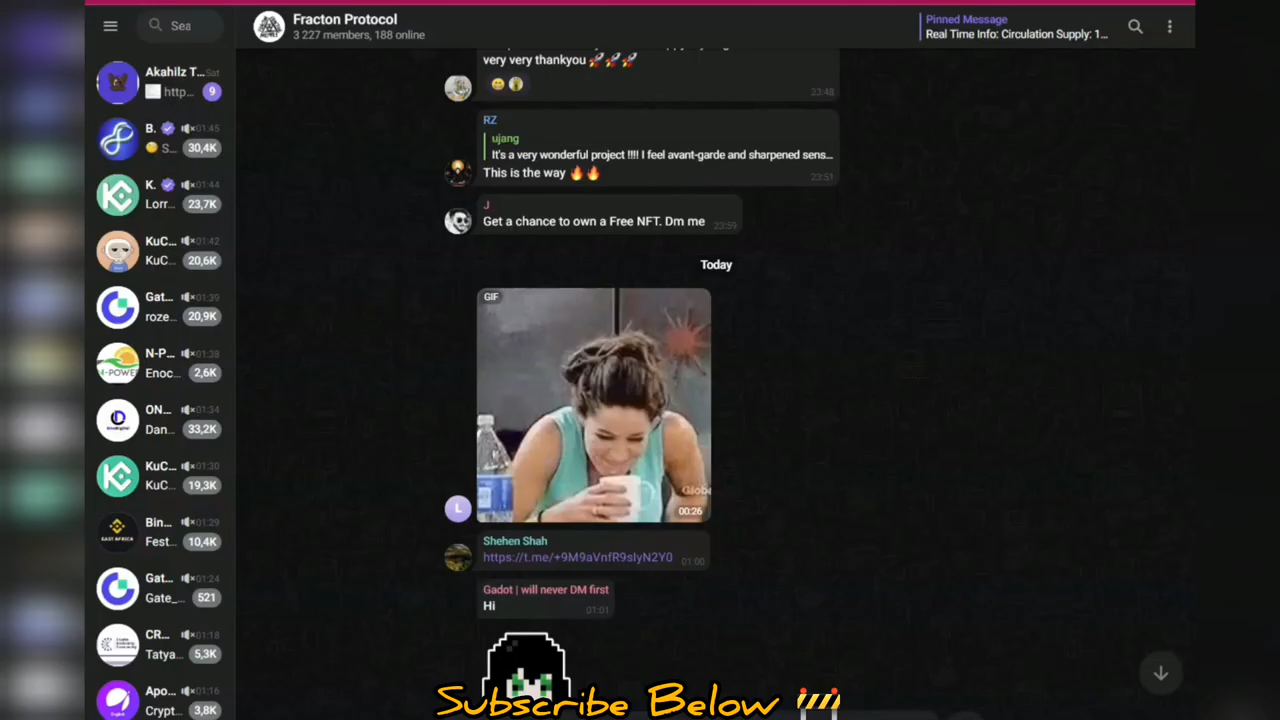 Sea
Fracton Protocol
3 227 members, 188 online
Pinned Message
Real Time Info: Circulation Supply: 1...
Akahilz T... Sat
http... 9
B. 01:45
S... 30,4K
K. 01:44
Lorr... 23,7K
KuC... 01:42
KuC... 20,6K
Gat... 01:39
roze... 20,9K
N-P... 01:38
Enoc... 2,6K
N-POWER
ON... 01:34
Dan... 33,2K
KuC... 01:30
KuC... 19,3K
Bin... 01:29
Fest... 10,4K
EAST AFRICA
Gat... 01:24
Gate_... 521
CR... 01:18
Tatya... 5,3K
Apo... 01:16
Crypt... 3,8K
very very thankyou 🚀🚀🚀
23:48
RZ
ujang
It's a very wonderful project !!!! I feel avant-garde and sharpened sens...
This is the way 🔥🔥 23:51
J
Get a chance to own a Free NFT. Dm me 23:59
Today
GIF
Globa
L
00:26
Shehen Shah
https://t.me/+9M9aVnfR9slyN2Y0 01:00
Gadot | will never DM first
Hi 01:01
Subscribe Below 🚧